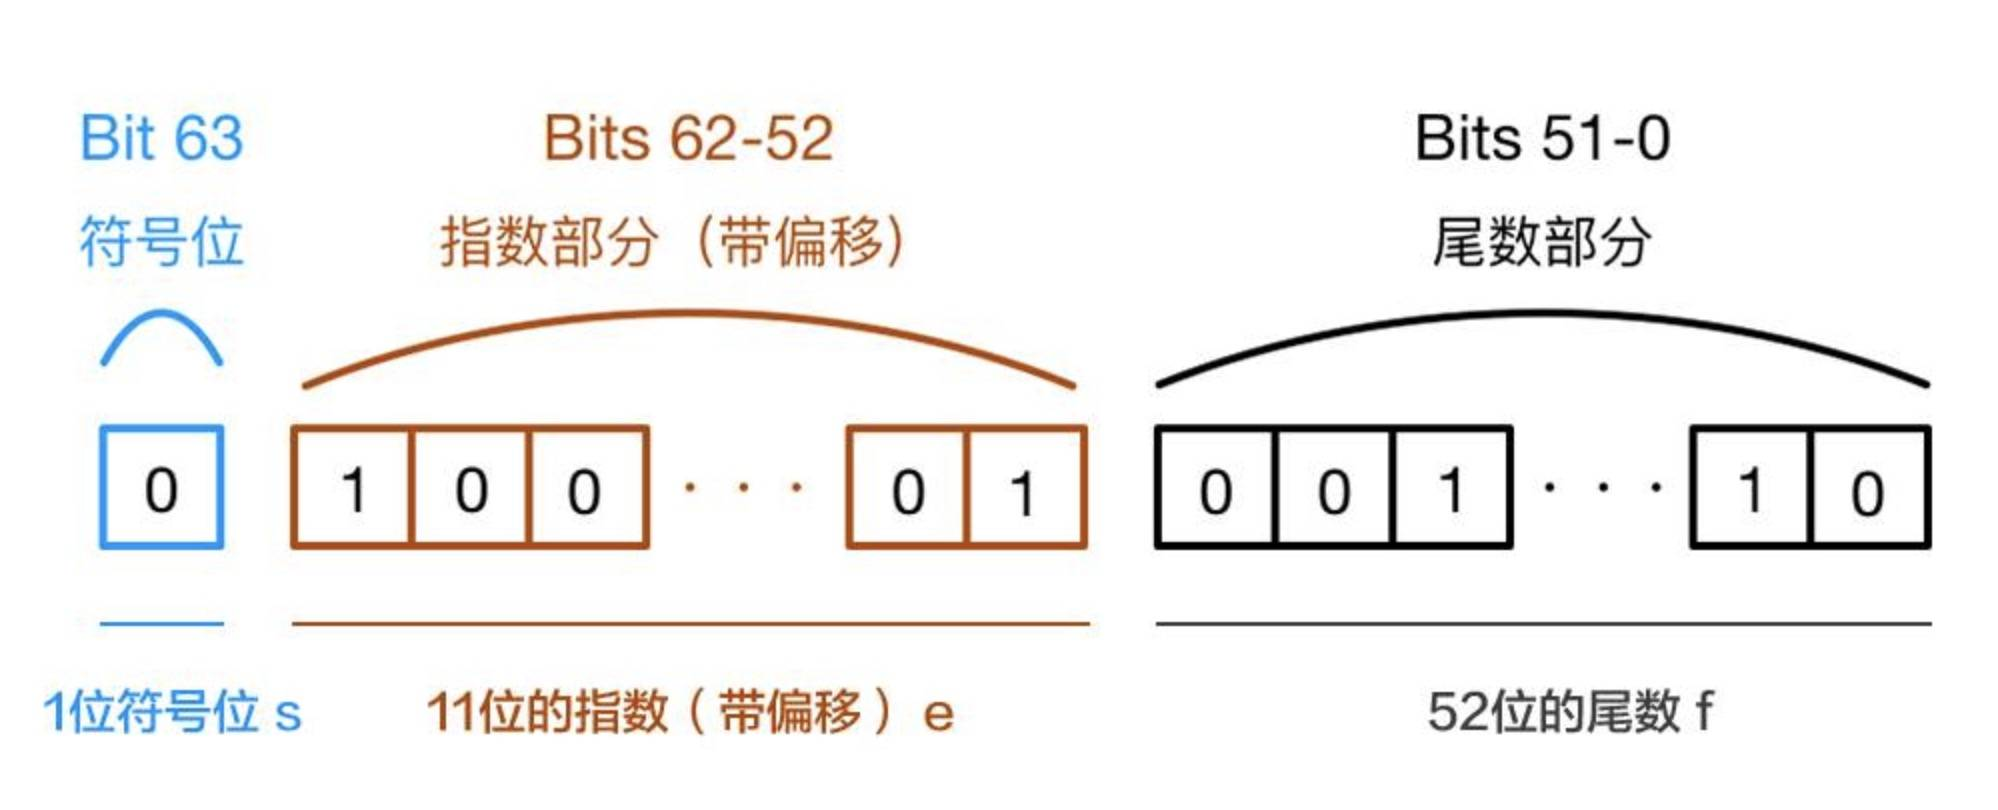 Bit 63 Bits 62-52 Bits 51-0
符号位 指数部分（带偏移） 尾数部分
0 1 0 0 · · · 0 1 0 0 1 · · · 1 0
1位符号位 s 11位的指数（带偏移） e 52位的尾数 f